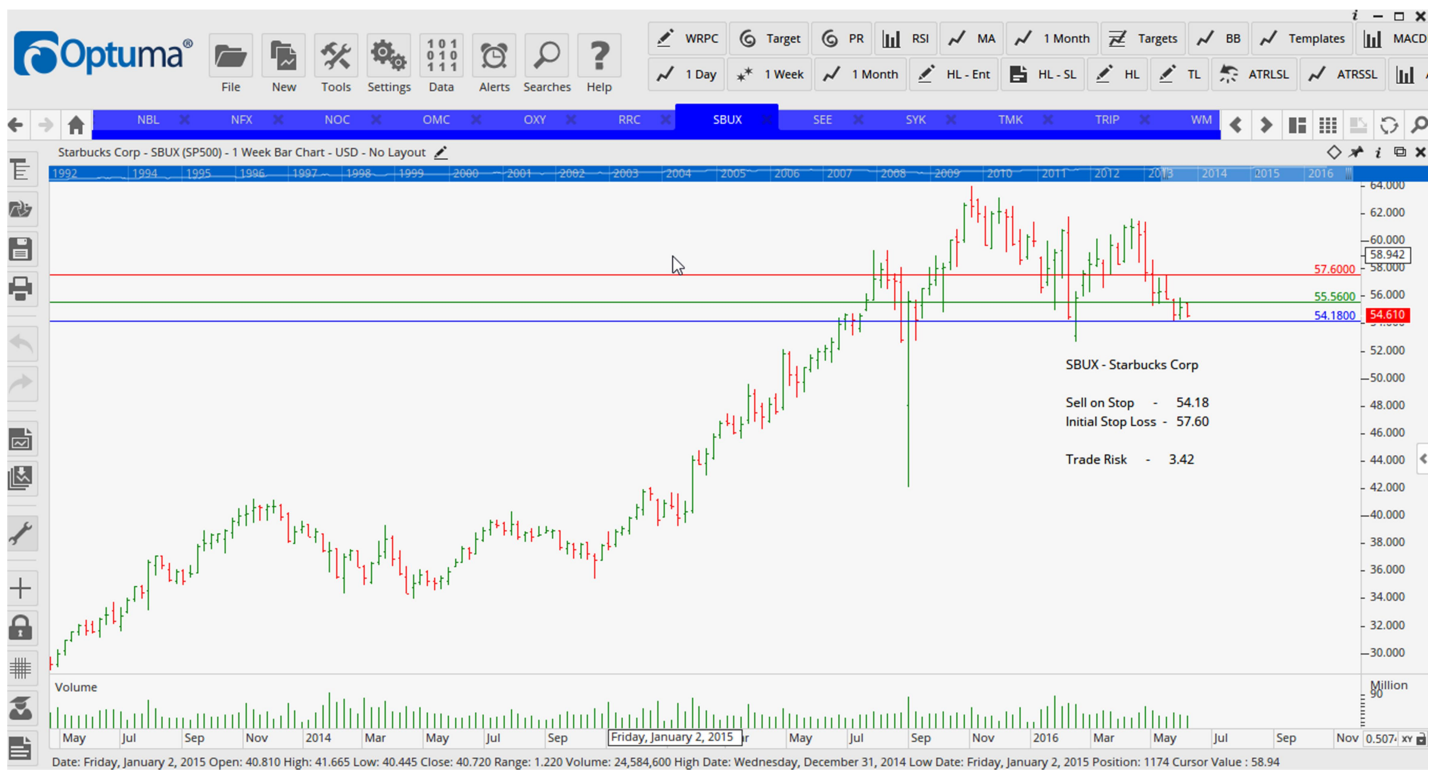 i
Optuma®
WRPC Target PR RSI MA 1 Month Targets BB Templates MACD
1 Day 1 Week 1 Month HL - Ent HL - SL HL TL ATRLSL ATRSSL
File New Tools Settings Data Alerts Searches Help
NBL NFX NOC OMC OXY RRC SBUX SEE SYK TMK TRIP WM
Starbucks Corp - SBUX (SP500) - 1 Week Bar Chart - USD - No Layout
1992 1994 1995 1996 1997 1998 1999 2000 2001 2002 2003 2004 2005 2006 2007 2008 2009 2010 2011 2012 2013 2014 2015 2016
64.000
62.000
60.000
58.942
58.000
57.6000
56.000
55.5600
54.1800
54.610
52.000
50.000
48.000
46.000
44.000
42.000
40.000
38.000
36.000
34.000
32.000
30.000
SBUX - Starbucks Corp
Sell on Stop - 54.18
Initial Stop Loss - 57.60
Trade Risk - 3.42
Volume
Million
90
May Jul Sep Nov 2014 Mar May Jul Sep Friday, January 2, 2015 May Jul Sep Nov 2016 Mar May Jul Sep Nov XY
Date: Friday, January 2, 2015 Open: 40.810 High: 41.665 Low: 40.445 Close: 40.720 Range: 1.220 Volume: 24,584,600 High Date: Wednesday, December 31, 2014 Low Date: Friday, January 2, 2015 Position: 1174 Cursor Value : 58.94